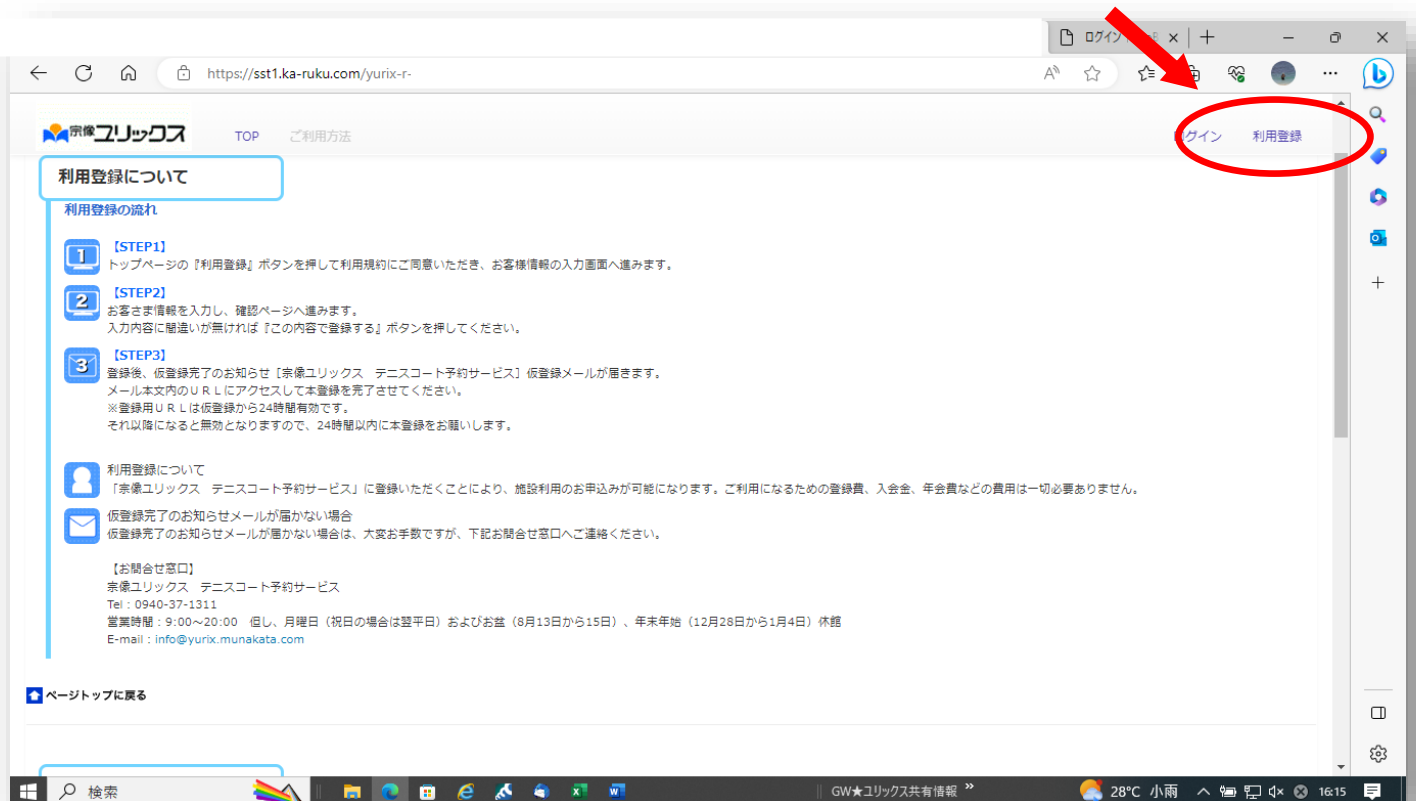 ログイン
https://sst1.ka-ruku.com/yurix-r-
宗像ユリックス TOP ご利用方法 ログイン 利用登録
利用登録について
利用登録の流れ
1 【STEP1】
トップページの『利用登録』ボタンを押して利用規約にご同意いただき、お客様情報の入力画面へ進みます。
2 【STEP2】
お客さま情報を入力し、確認ページへ進みます。
入力内容に間違いが無ければ『この内容で登録する』ボタンを押してください。
3 【STEP3】
登録後、仮登録完了のお知らせ［宗像ユリックス　テニスコート予約サービス］仮登録メールが届きます。
メール本文内のＵＲＬにアクセスして本登録を完了させてください。
※登録用ＵＲＬは仮登録から24時間有効です。
それ以降になると無効となりますので、24時間以内に本登録をお願いします。
利用登録について
「宗像ユリックス　テニスコート予約サービス」に登録いただくことにより、施設利用のお申込みが可能になります。ご利用になるための登録費、入会金、年会費などの費用は一切必要ありません。
仮登録完了のお知らせメールが届かない場合
仮登録完了のお知らせメールが届かない場合は、大変お手数ですが、下記お問合せ窓口へご連絡ください。
【お問合せ窓口】
宗像ユリックス　テニスコート予約サービス
Tel：0940-37-1311
営業時間：9:00～20:00　但し、月曜日（祝日の場合は翌平日）およびお盆（8月13日から15日）、年末年始（12月28日から1月4日）休館
E-mail：info@yurix.munakata.com
ページトップに戻る
検索 GW★ユリックス共有情報 28°C 小雨 16:15